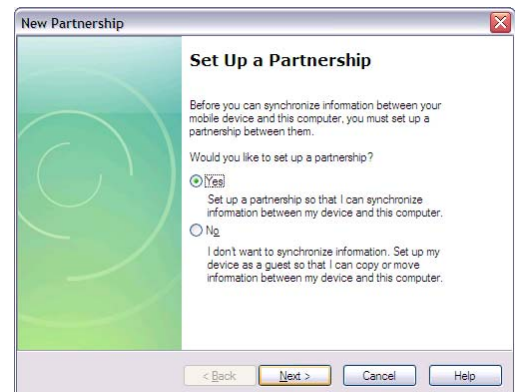 New Partnership
Set Up a Partnership
Before you can synchronize information between your
mobile device and this computer, you must set up a
partnership between them.
Would you like to set up a partnership?
Yes
Set up a partnership so that I can synchronize
information between my device and this computer.
No
I don't want to synchronize information. Set up my
device as a guest so that I can copy or move
information between my device and this computer.
< Back
Next >
Cancel
Help